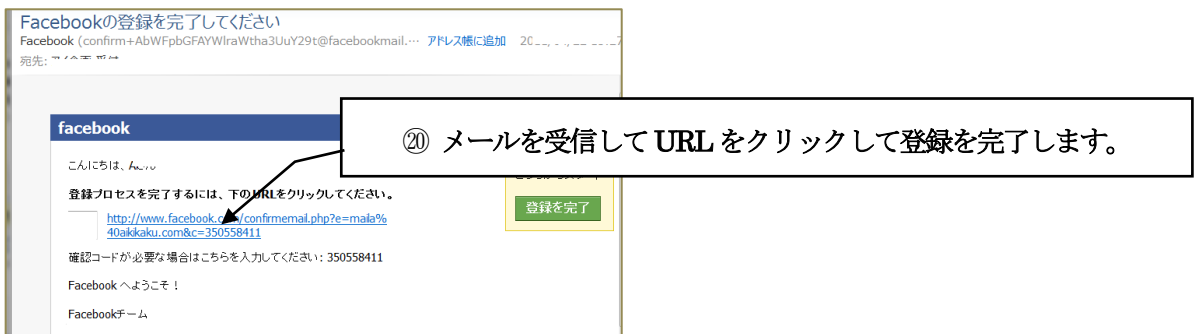 Facebookの登録を完了してください
Facebook (confirm+AbWFpbGFAYWlraWtha3UuY29t@facebookmail.… アドレス帳に追加
宛先:
facebook
⑳ メールを受信して URL をクリックして登録を完了します。
こんにちは、
登録プロセスを完了するには、下のURLをクリックしてください。
登録を完了
http://www.facebook.com/confirmemail.php?e=maila%
40aikikaku.com&c=350558411
確認コードが必要な場合はこちらを入力してください: 350558411
Facebook へようこそ！
Facebookチーム